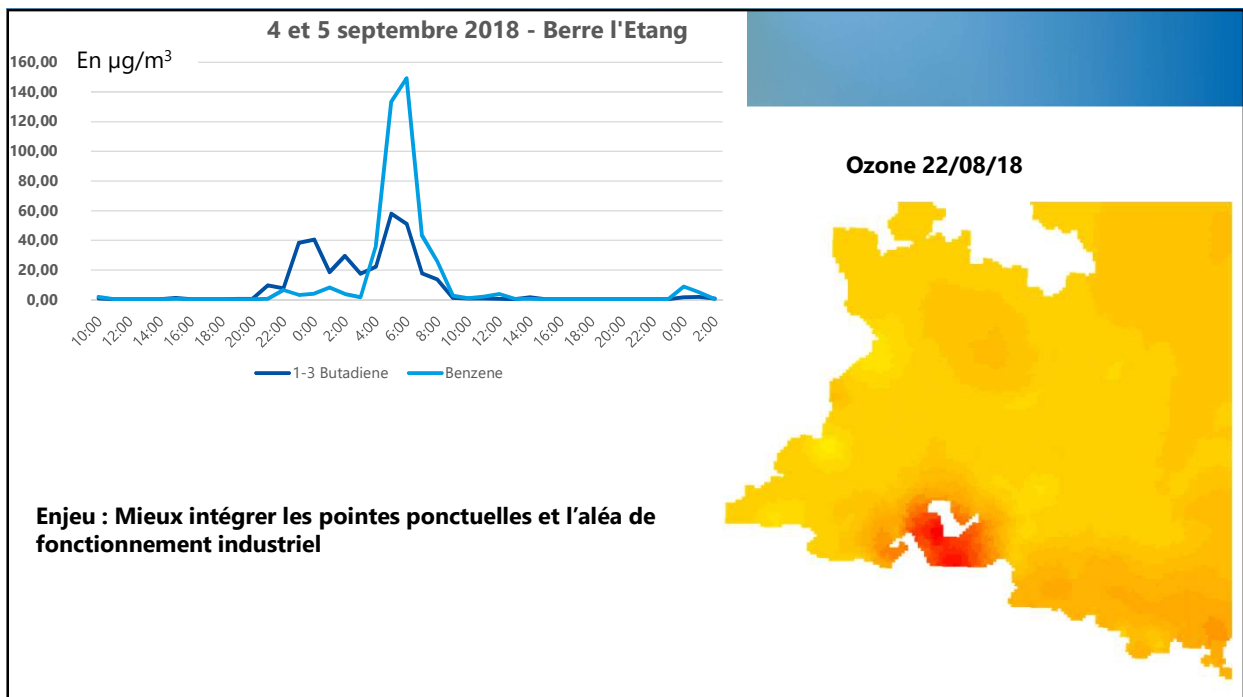 4 et 5 septembre 2018 - Berre l'Etang
En µg/m³
160,00
140,00
120,00
100,00
80,00
60,00
40,00
20,00
0,00
10:00 12:00 14:00 16:00 18:00 20:00 22:00 0:00 2:00 4:00 6:00 8:00 10:00 12:00 14:00 16:00 18:00 20:00 22:00 0:00 2:00
1-3 Butadiene Benzene
Ozone 22/08/18
Enjeu : Mieux intégrer les pointes ponctuelles et l’aléa de
fonctionnement industriel